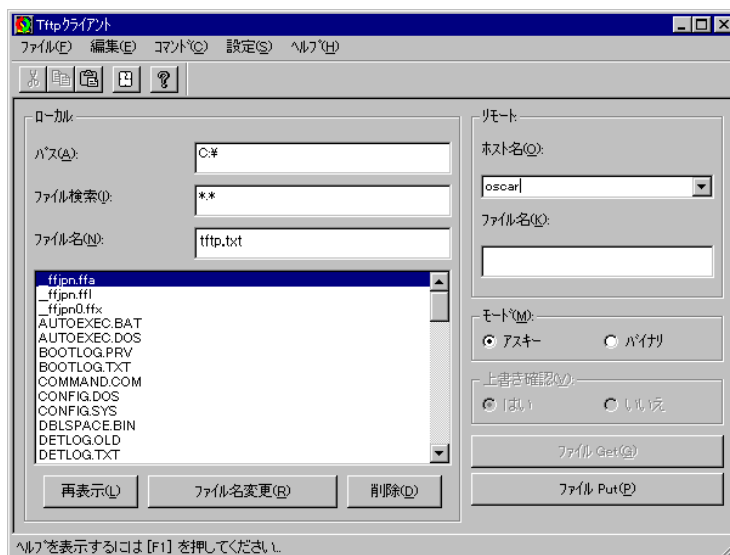 Tftpクライアント
ファイル(F) 編集(E) コマンド(C) 設定(S) ヘルプ(H)
ローカル:
パス(A):
C:¥
ファイル検索(I):
*.*
ファイル名(N):
tftp.txt
_ffjpn.ffa
_ffjpn.ffl
_ffjpn0.ffx
AUTOEXEC.BAT
AUTOEXEC.DOS
BOOTLOG.PRV
BOOTLOG.TXT
COMMAND.COM
CONFIG.DOS
CONFIG.SYS
DBLSPACE.BIN
DETLOG.OLD
DETLOG.TXT
再表示(L) ファイル名変更(R) 削除(D)
リモート:
ホスト名(O):
oscar
ファイル名(K):
モード(M):
アスキー バイナリ
上書き確認(V):
はい いいえ
ファイル Get(G)
ファイル Put(P)
ヘルプを表示するには [F1] を押してください..